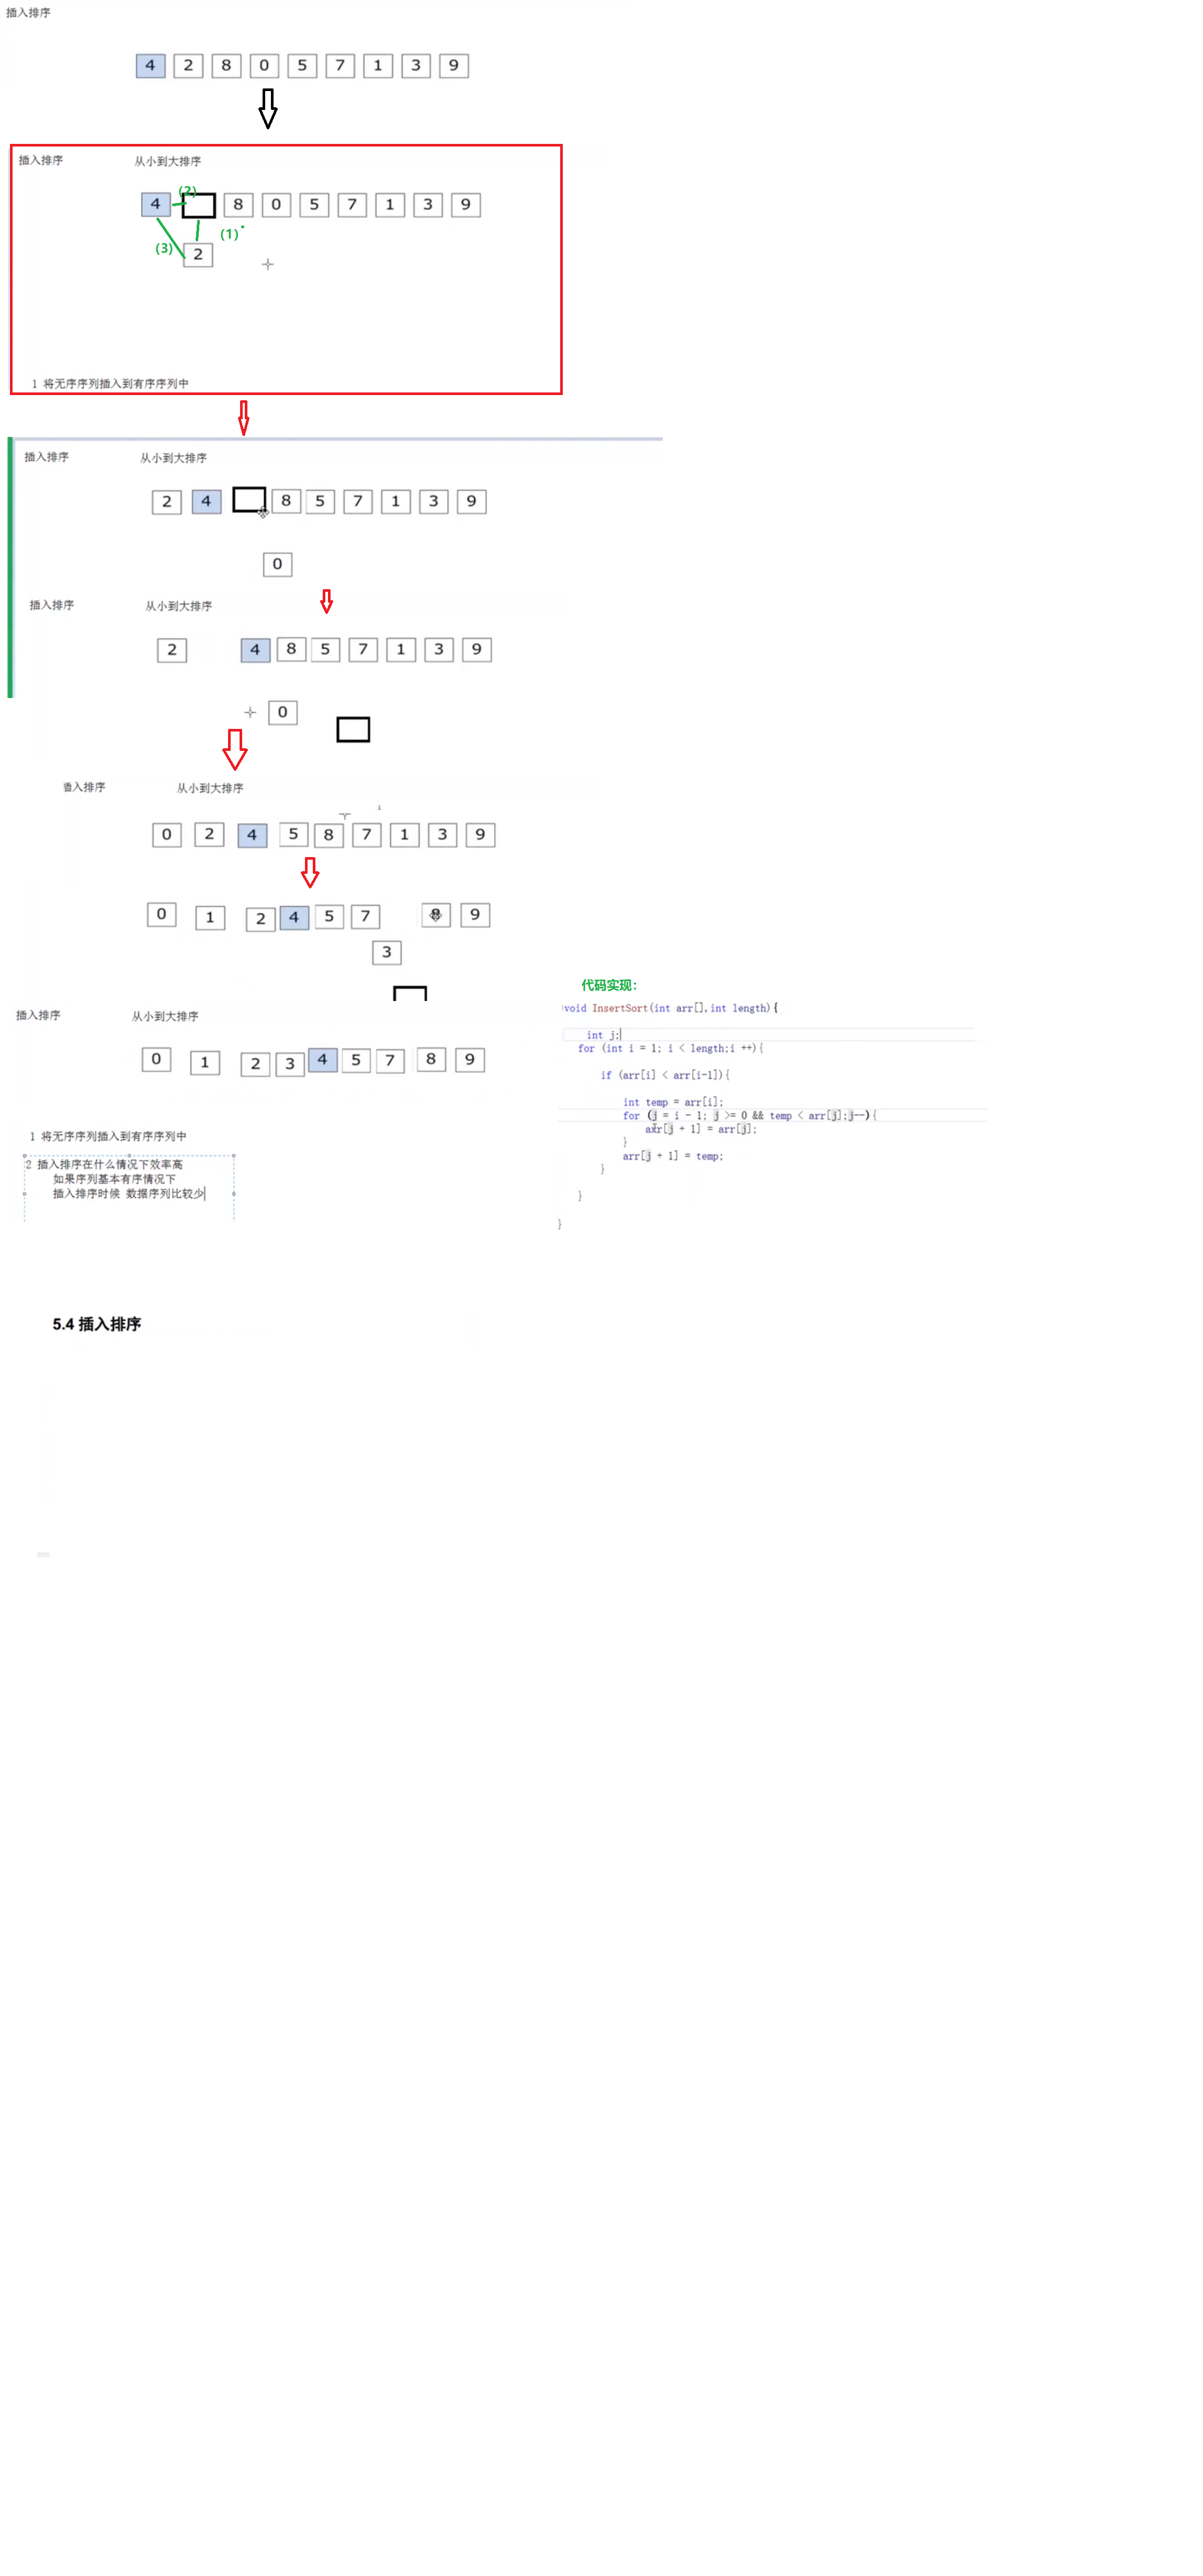 插入排序
4 2 8 0 5 7 1 3 9
插入排序 从小到大排序
(2)
4 8 0 5 7 1 3 9
(1)
(3)
2
1 将无序序列插入到有序序列中
插入排序 从小到大排序
2 4 8 5 7 1 3 9
0
插入排序 从小到大排序
2 4 8 5 7 1 3 9
0
插入排序 从小到大排序
0 2 4 5 8 7 1 3 9
0 1 2 4 5 7 8 9
3
插入排序 从小到大排序
0 1 2 3 4 5 7 8 9
1 将无序序列插入到有序序列中
2 插入排序在什么情况下效率高
如果序列基本有序情况下
插入排序时候 数据序列比较少
代码实现:
void InsertSort(int arr[],int length){
int j;
for (int i = 1; i < length;i ++){
if (arr[i] < arr[i-1]){
int temp = arr[i];
for (j = i - 1; j >= 0 && temp < arr[j];j--){
arr[j + 1] = arr[j];
}
arr[j + 1] = temp;
}
}
}
5.4 插入排序